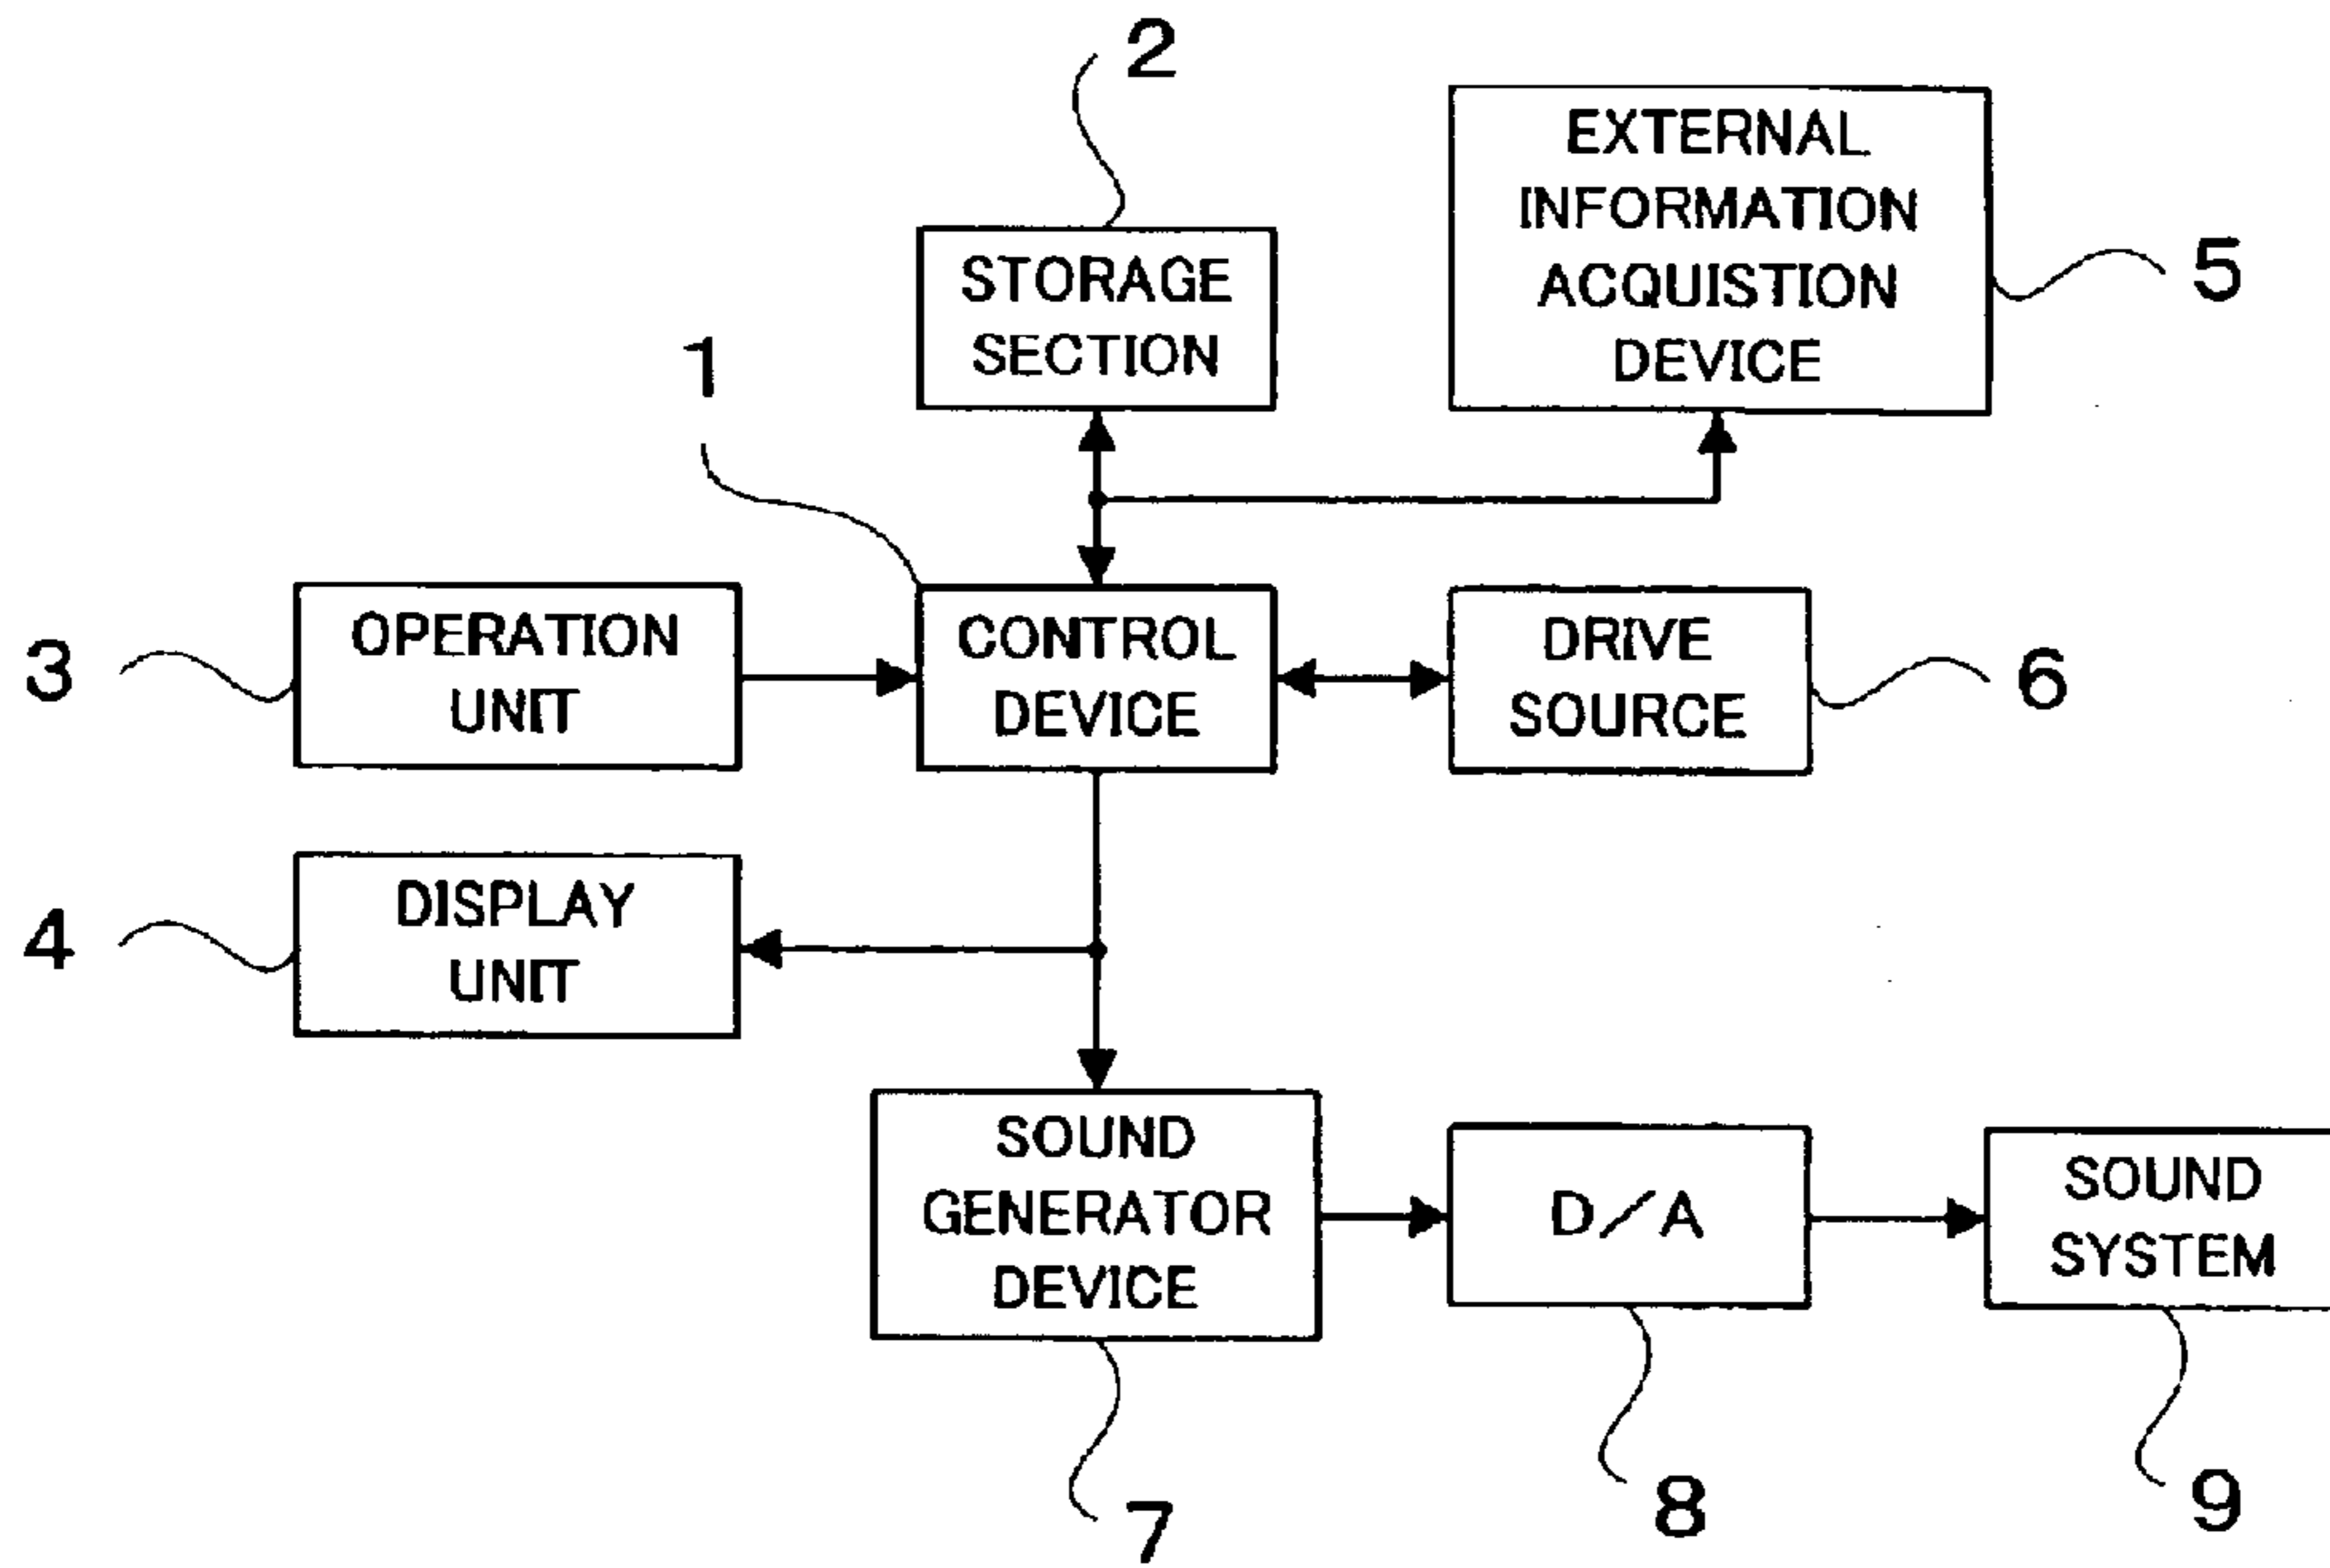 2
EXTERNAL
INFORMATION
ACQUISTION
DEVICE
5
STORAGE
SECTION
1
3
OPERATION
UNIT
CONTROL
DEVICE
DRIVE
SOURCE
6
4
DISPLAY
UNIT
SOUND
GENERATOR
DEVICE
7
D/A
8
SOUND
SYSTEM
9